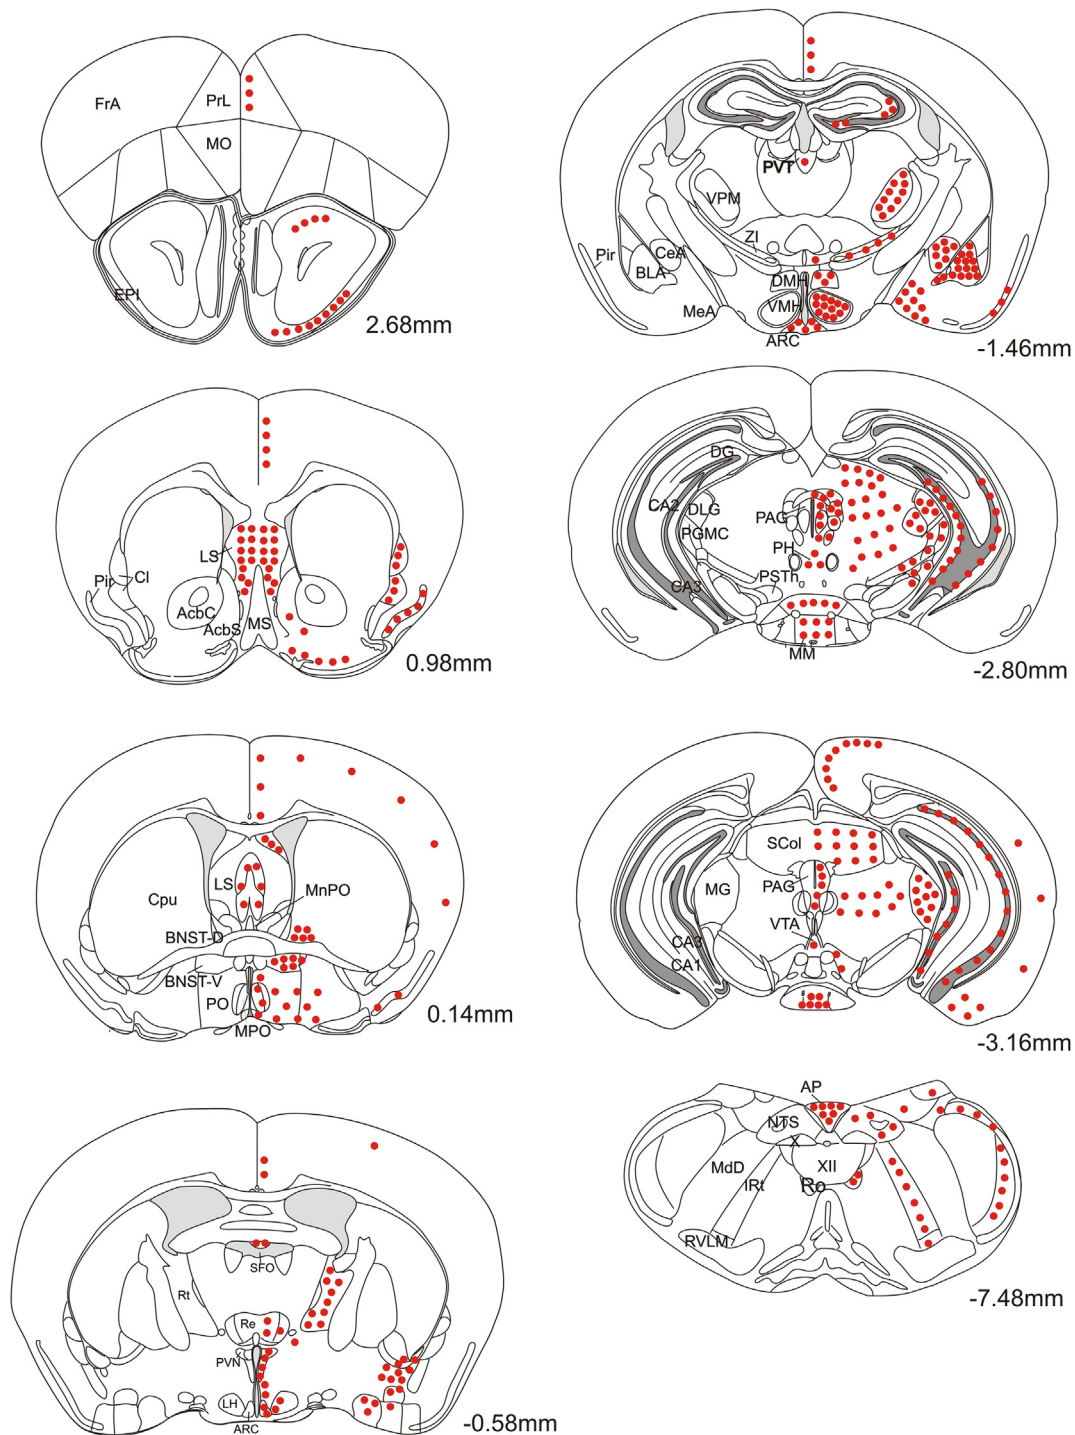 FrA
PrL
MO
EPI
2.68mm
LS
Pir
Cl
AcbC
AcbS
MS
0.98mm
Cpu
LS
MnPO
BNST-D
BNST-V
PO
MPO
0.14mm
SFO
Rt
Re
PVN
LH
ARC
-0.58mm
PVT
VPM
ZI
Pir
CeA
BLA
DMH
MeA
VMH
ARC
-1.46mm
DG
CA2
DLG
PAG
PGMC
PH
PSTh
CA3
MM
-2.80mm
SCol
MG
PAG
VTA
CA3
CA1
-3.16mm
AP
NTS
X
MdD
XII
IRt
Ro
RVLM
-7.48mm